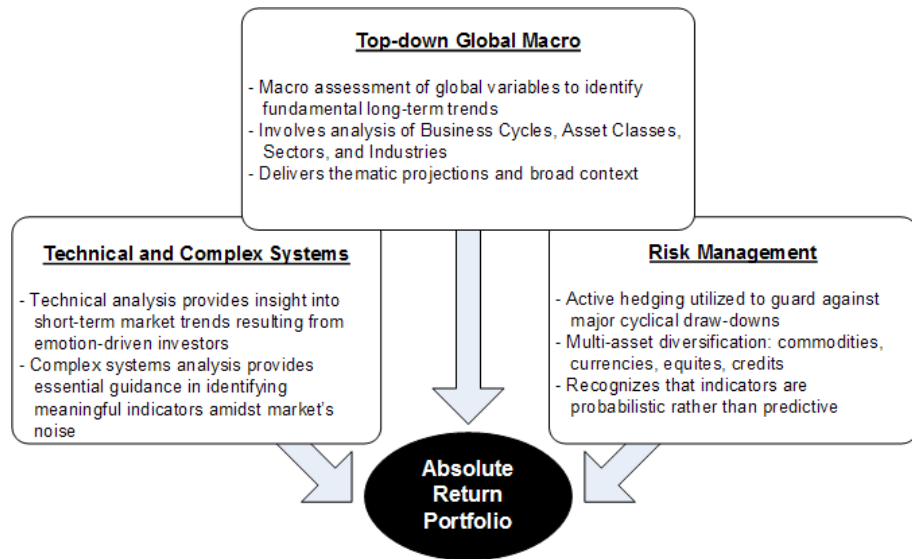 Top-down Global Macro
- Macro assessment of global variables to identify
fundamental long-term trends
- Involves analysis of Business Cycles, Asset Classes,
Sectors, and Industries
- Delivers thematic projections and broad context
Technical and Complex Systems
- Technical analysis provides insight into
short-term market trends resulting from
emotion-driven investors
- Complex systems analysis provides
essential guidance in identifying
meaningful indicators amidst market's
noise
Risk Management
- Active hedging utilized to guard against
major cyclical draw-downs
- Multi-asset diversification: commodities,
currencies, equites, credits
- Recognizes that indicators are
probabilistic rather than predictive
Absolute
Return
Portfolio